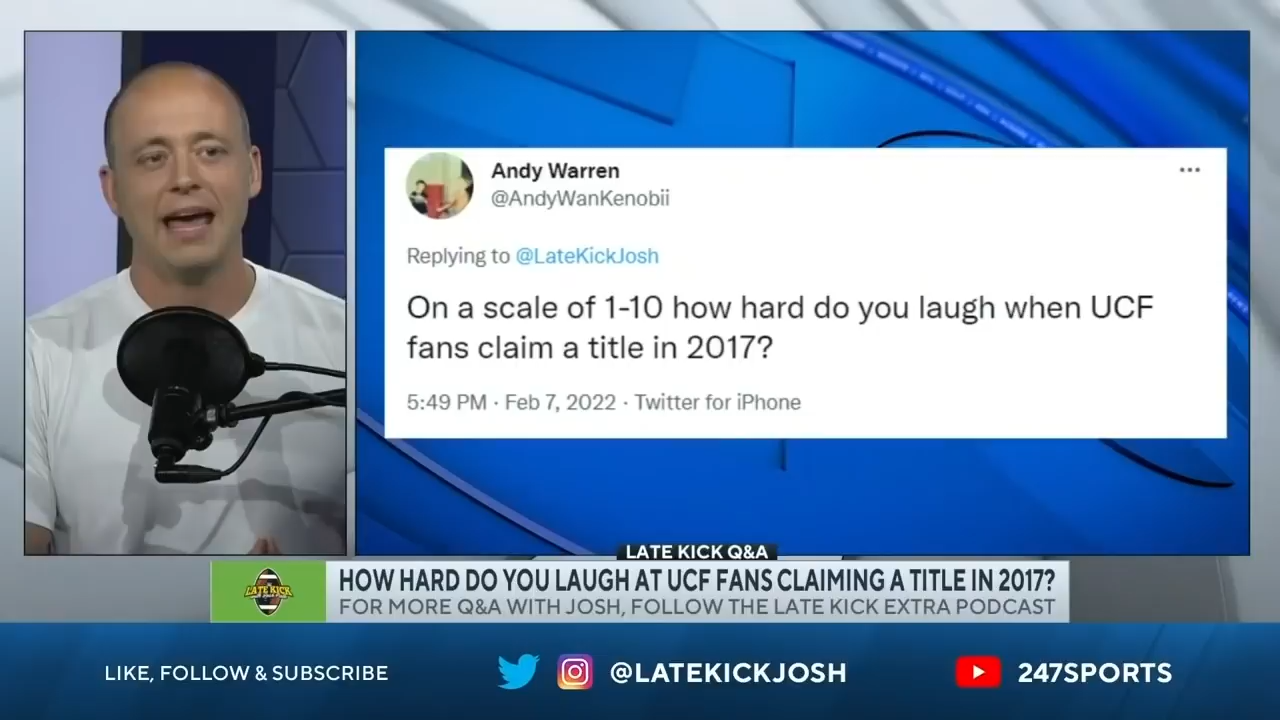 Andy Warren
@AndyWanKenobii
Replying to @LateKickJosh
On a scale of 1-10 how hard do you laugh when UCF
fans claim a title in 2017?
5:49 PM · Feb 7, 2022 · Twitter for iPhone
LATE KICK Q&A
LATE KICK
HOW HARD DO YOU LAUGH AT UCF FANS CLAIMING A TITLE IN 2017?
FOR MORE Q&A WITH JOSH, FOLLOW THE LATE KICK EXTRA PODCAST
LIKE, FOLLOW & SUBSCRIBE
@LATEKICKJOSH
247SPORTS